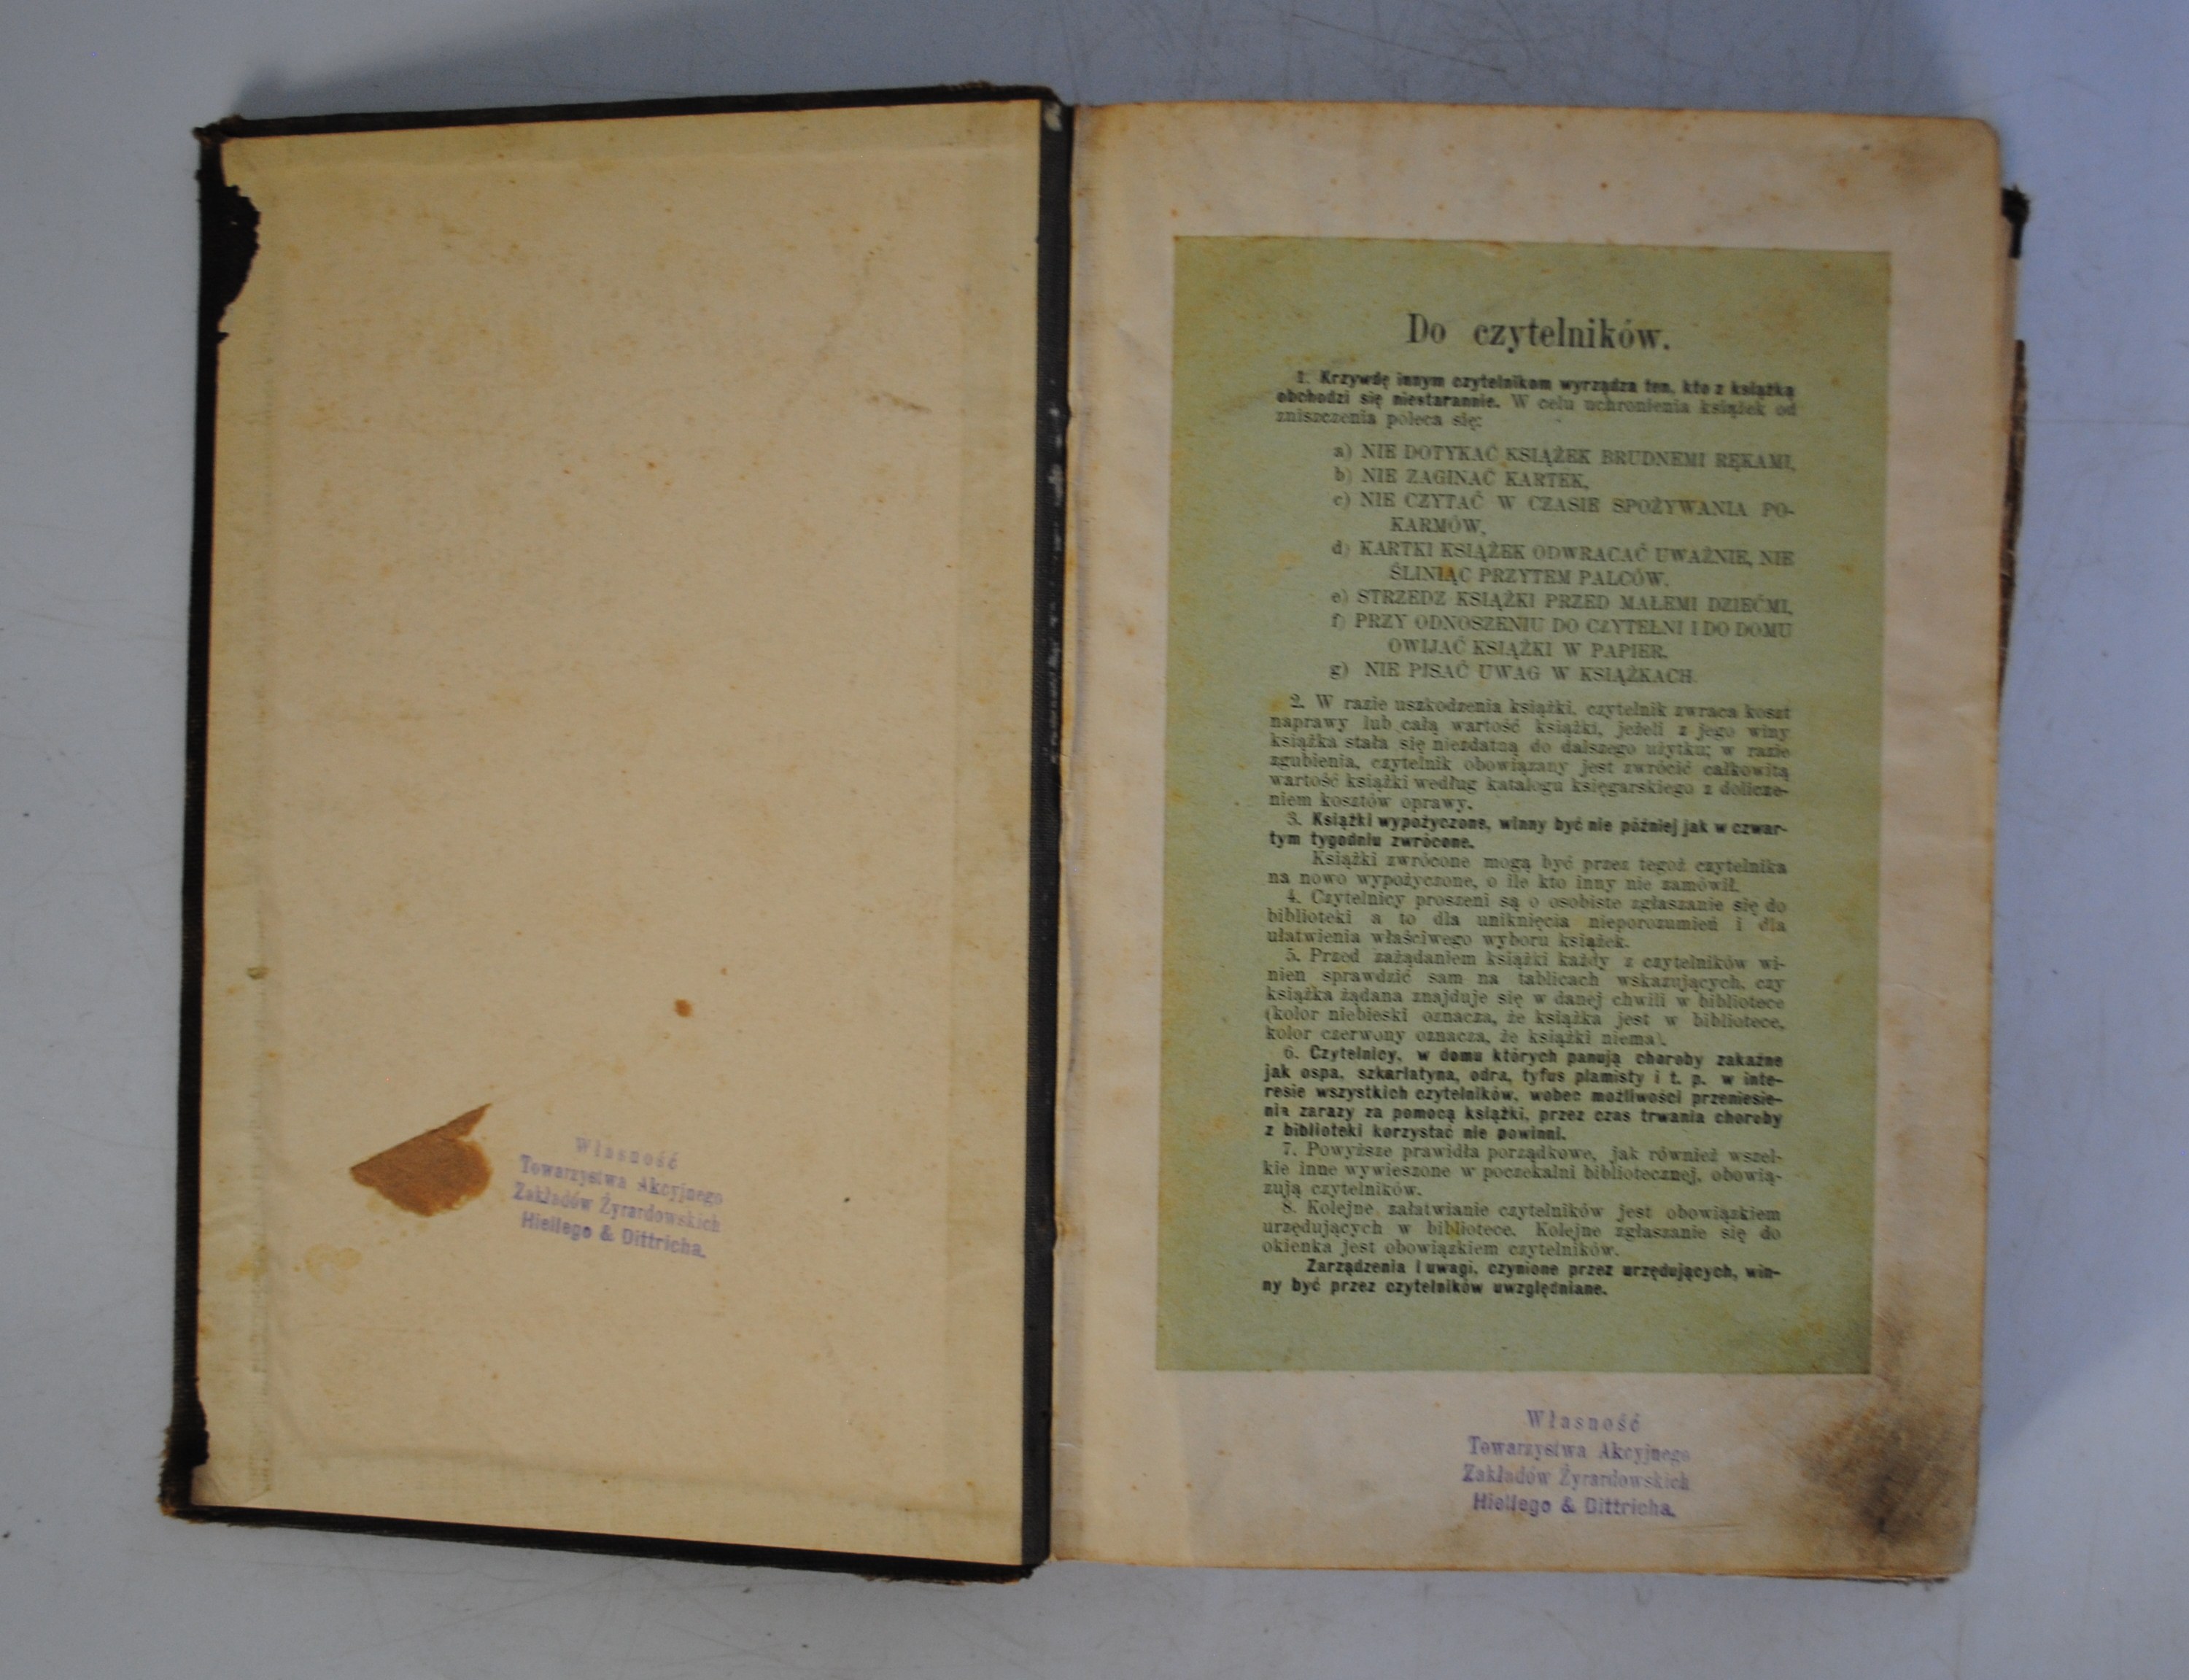 Własność
Towarzystwa Akcyjnego
Zakładów Żyrardowskich
Hiellego & Dittricha.
Do czytelników.
1. Krzywdę innym czytelnikom wyrządza ten, kto z książką
obchodzi się niestarannie. W celu uchronienia książek od
zniszczenia poleca się:
a) NIE DOTYKAĆ KSIĄŻEK BRUDNEMI RĘKAMI,
b) NIE ZAGINAĆ KARTEK,
c) NIE CZYTAĆ W CZASIE SPOŻYWANIA PO-
KARMÓW,
d) KARTKI KSIĄŻEK ODWRACAĆ UWAŻNIE, NIE
ŚLINIĄC PRZYTEM PALCÓW.
e) STRZEDZ KSIĄŻKI PRZED MAŁEMI DZIEĆMI,
f) PRZY ODNOSZENIU DO CZYTELNI I DO DOMU
OWIJAĆ KSIĄŻKI W PAPIER.
g) NIE PISAĆ UWAG W KSIĄŻKACH.
2. W razie uszkodzenia książki, czytelnik zwraca koszt
naprawy lub całą wartość książki, jeżeli z jego winy
książka stała się niezdatną do dalszego użytku; w razie
zgubienia, czytelnik obowiązany jest zwrócić całkowitą
wartość książki według katalogu księgarskiego z dolicze-
niem kosztów oprawy.
3. Książki wypożyczone, winny być nie później jak w czwar-
tym tygodniu zwrócone.
Książki zwrócone mogą być przez tegoż czytelnika
na nowo wypożyczone, o ile kto inny nie zamówił.
4. Czytelnicy proszeni są o osobiste zgłaszanie się do
biblioteki a to dla uniknięcia nieporozumień i dla
ułatwienia właściwego wyboru książek.
5. Przed zażądaniem książki każdy z czytelników wi-
nien sprawdzić sam na tablicach wskazujących, czy
książka żądana znajduje się w danej chwili w bibliotece
(kolor niebieski oznacza, że książka jest w bibliotece,
kolor czerwony oznacza, że książki niema).
6. Czytelnicy, w domu których panują choroby zakaźne
jak ospa, szkarlatyna, odra, tyfus plamisty i t. p. w inte-
resie wszystkich czytelników, wobec możliwości przeniesie-
nia zarazy za pomocą książki, przez czas trwania choroby
z biblioteki korzystać nie powinni.
7. Powyższe prawidła porządkowe, jak również wszel-
kie inne wywieszone w poczekalni bibliotecznej, obowią-
zują czytelników.
8. Kolejne załatwianie czytelników jest obowiązkiem
urzędujących w bibliotece. Kolejne zgłaszanie się do
okienka jest obowiązkiem czytelników.
Zarządzenia i uwagi, czynione przez urzędujących, win-
ny być przez czytelników uwzględniane.
Własność
Towarzystwa Akcyjnego
Zakładów Żyrardowskich
Hiellego & Dittricha.